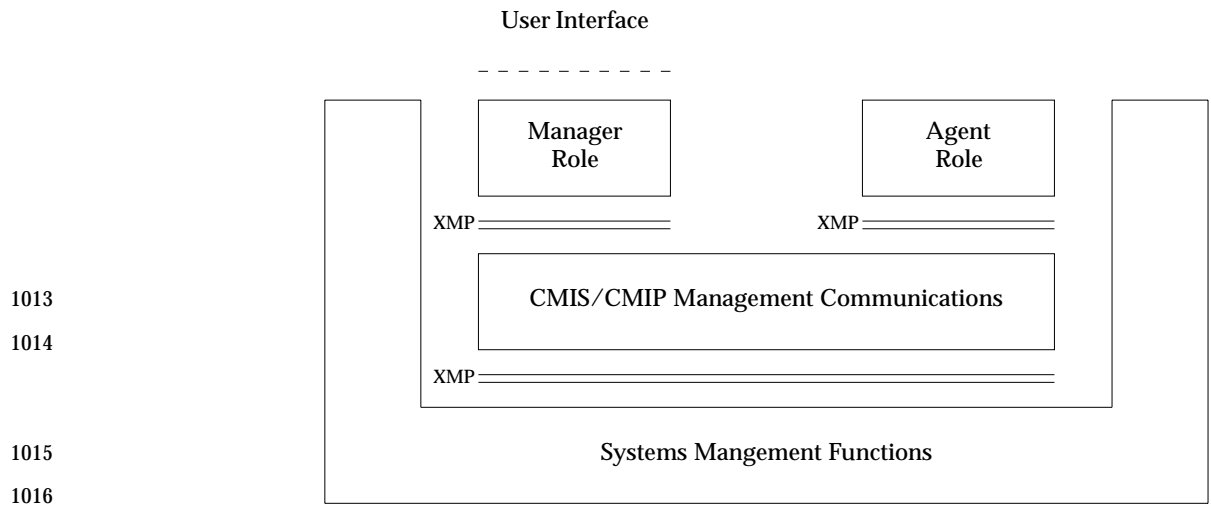 User Interface
Manager
Role
Agent
Role
XMP
XMP
1013
CMIS/CMIP Management Communications
1014
XMP
1015
Systems Mangement Functions
1016